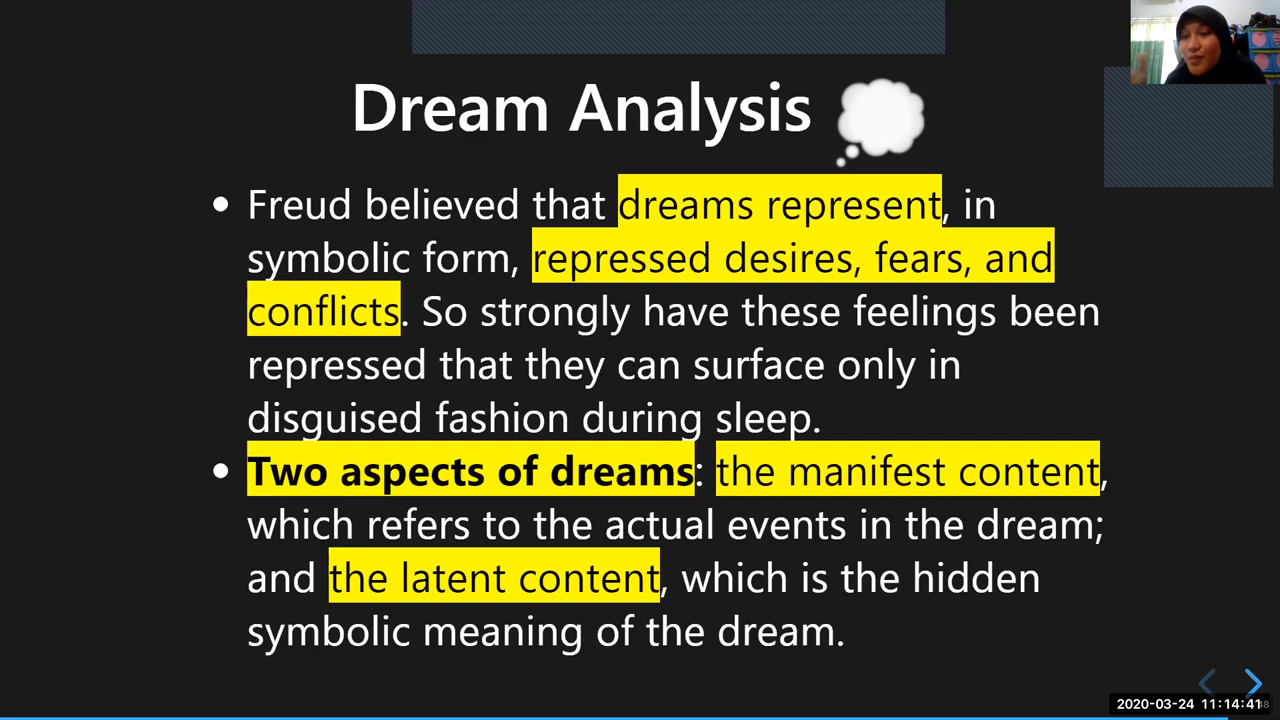 Dream Analysis
• Freud believed that dreams represent, in
symbolic form, repressed desires, fears, and
conflicts. So strongly have these feelings been
repressed that they can surface only in
disguised fashion during sleep.
• Two aspects of dreams: the manifest content,
which refers to the actual events in the dream;
and the latent content, which is the hidden
symbolic meaning of the dream.
2020-03-24 11:14:41